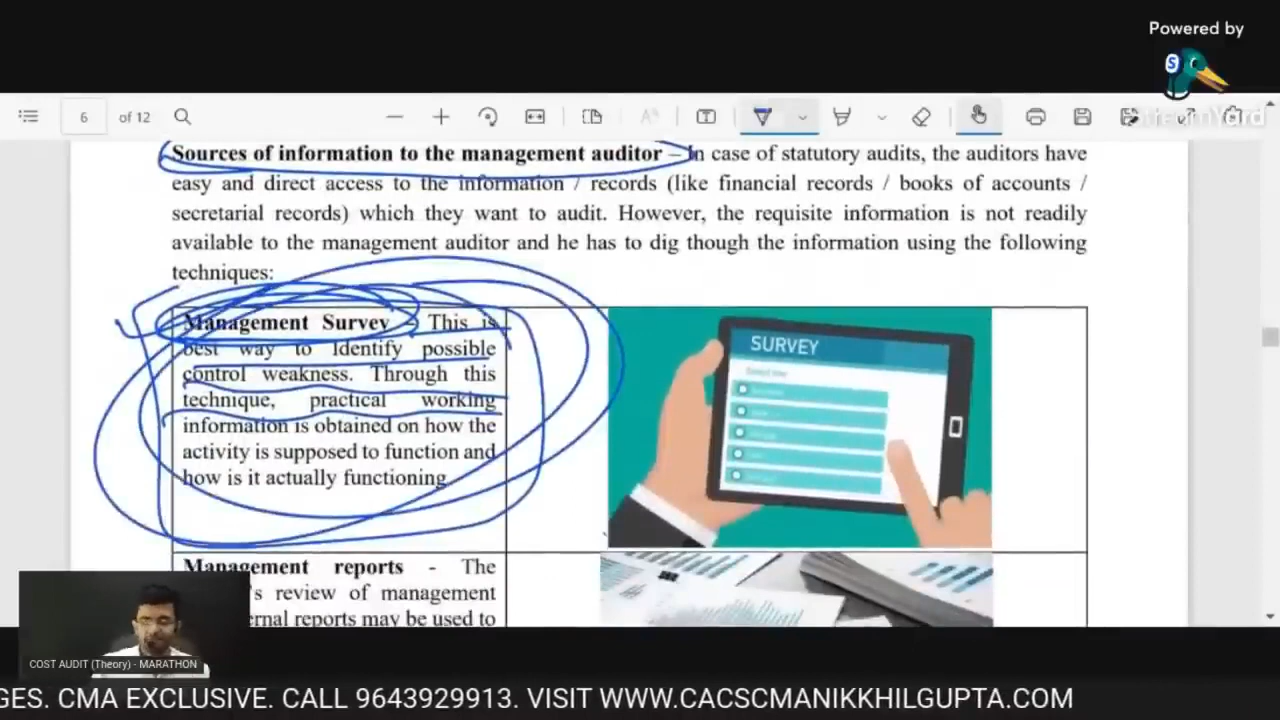 Powered by
S
StreamYard
6
of 12
Sources of information to the management auditor – In case of statutory audits, the auditors have
easy and direct access to the information / records (like financial records / books of accounts /
secretarial records) which they want to audit. However, the requisite information is not readily
available to the management auditor and he has to dig though the information using the following
techniques:
Management Survey - This is
best way to Identify possible
control weakness. Through this
technique, practical working
information is obtained on how the
activity is supposed to function and
how is it actually functioning
SURVEY
Management reports - The
's review of management
ernal reports may be used to
COST AUDIT (Theory) - MARATHON
GES. CMA EXCLUSIVE. CALL 9643929913. VISIT WWW.CACSCMANIKKHILGUPTA.COM